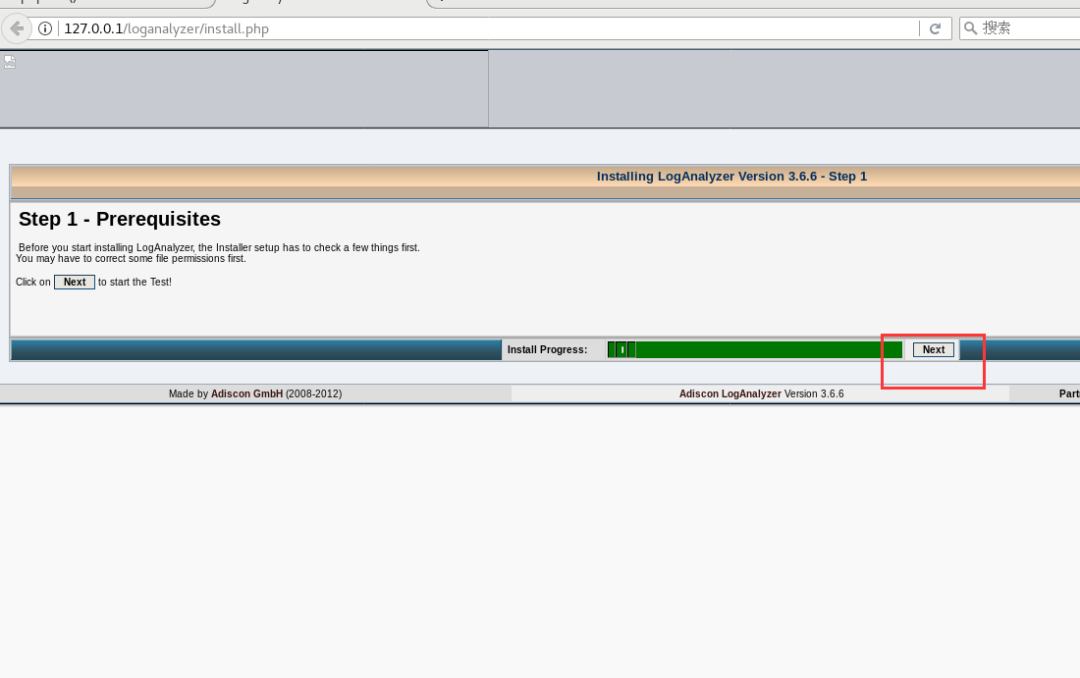 127.0.0.1/loganalyzer/install.php
搜索
Installing LogAnalyzer Version 3.6.6 - Step 1
Step 1 - Prerequisites
Before you start installing LogAnalyzer, the Installer setup has to check a few things first.
You may have to correct some file permissions first.
Click on Next to start the Test!
Install Progress: Next
Made by Adiscon GmbH (2008-2012) Adiscon LogAnalyzer Version 3.6.6